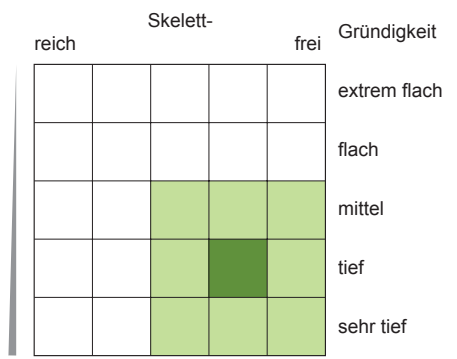 Skelett-
reich frei Gründigkeit
extrem flach
flach
mittel
tief
sehr tief